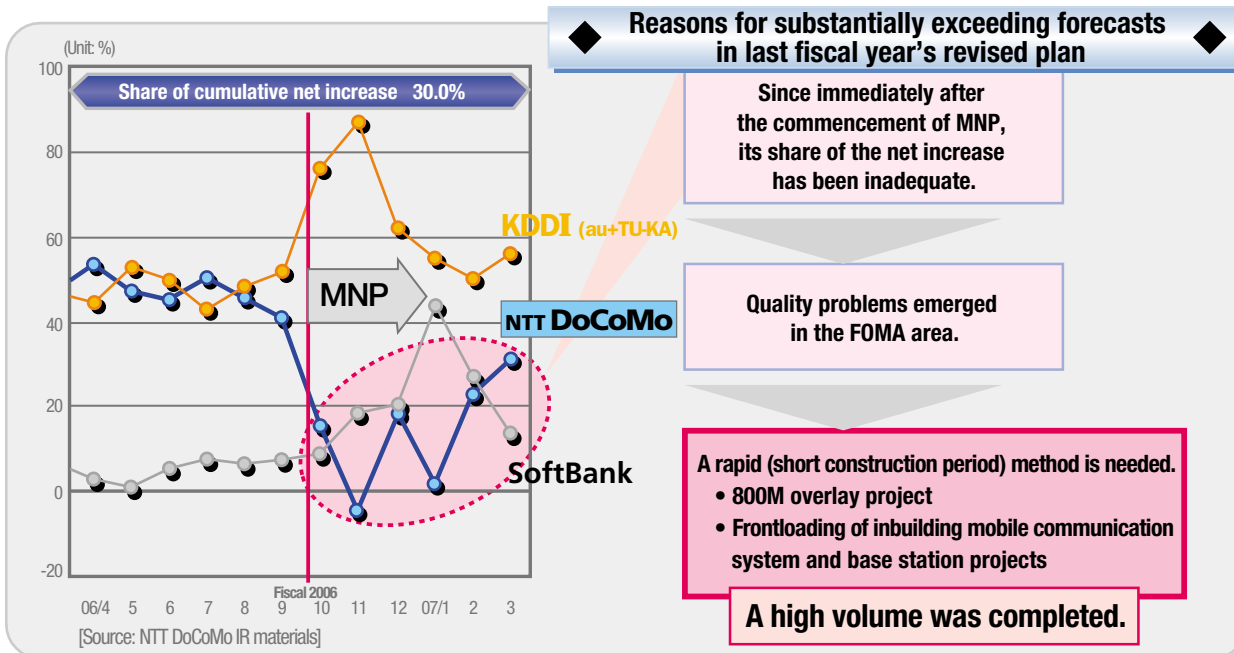 Reasons for substantially exceeding forecasts
in last fiscal year’s revised plan
(Unit: %)
100
80
60
40
20
0
-20
Share of cumulative net increase 30.0%
MNP
KDDI (au+TU-KA)
NTT DoCoMo
SoftBank
Fiscal 2006
06/4 5 6 7 8 9 10 11 12 07/1 2 3
[Source: NTT DoCoMo IR materials]
Since immediately after
the commencement of MNP,
its share of the net increase
has been inadequate.
Quality problems emerged
in the FOMA area.
A rapid (short construction period) method is needed.
• 800M overlay project
• Frontloading of inbuilding mobile communication
system and base station projects
A high volume was completed.